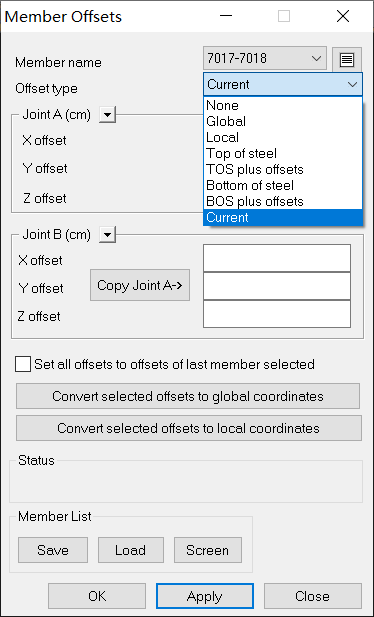 Member Offsets
Member name
7017-7018
Offset type
Current
None
Global
Local
Top of steel
TOS plus offsets
Bottom of steel
BOS plus offsets
Current
Joint A (cm)
X offset
Y offset
Z offset
Joint B (cm)
X offset
Y offset
Copy Joint A->
Z offset
Set all offsets to offsets of last member selected
Convert selected offsets to global coordinates
Convert selected offsets to local coordinates
Status
Member List
Save
Load
Screen
OK
Apply
Close